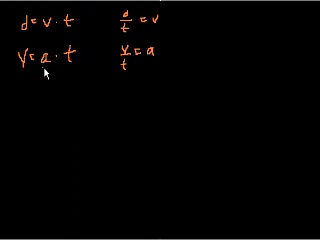 d = v · t d/t = v
v = a · t v/t = a